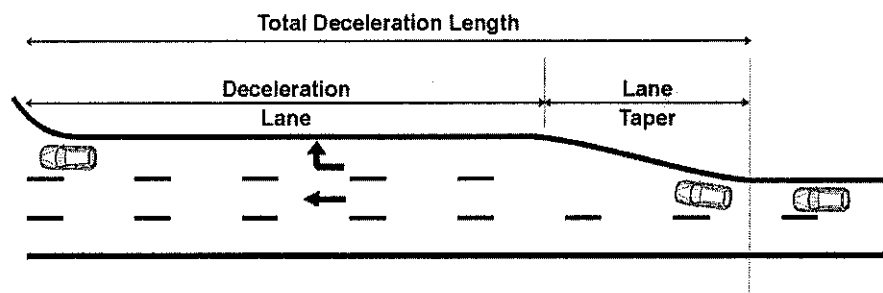 Total Deceleration Length
Deceleration
Lane
Lane
Taper